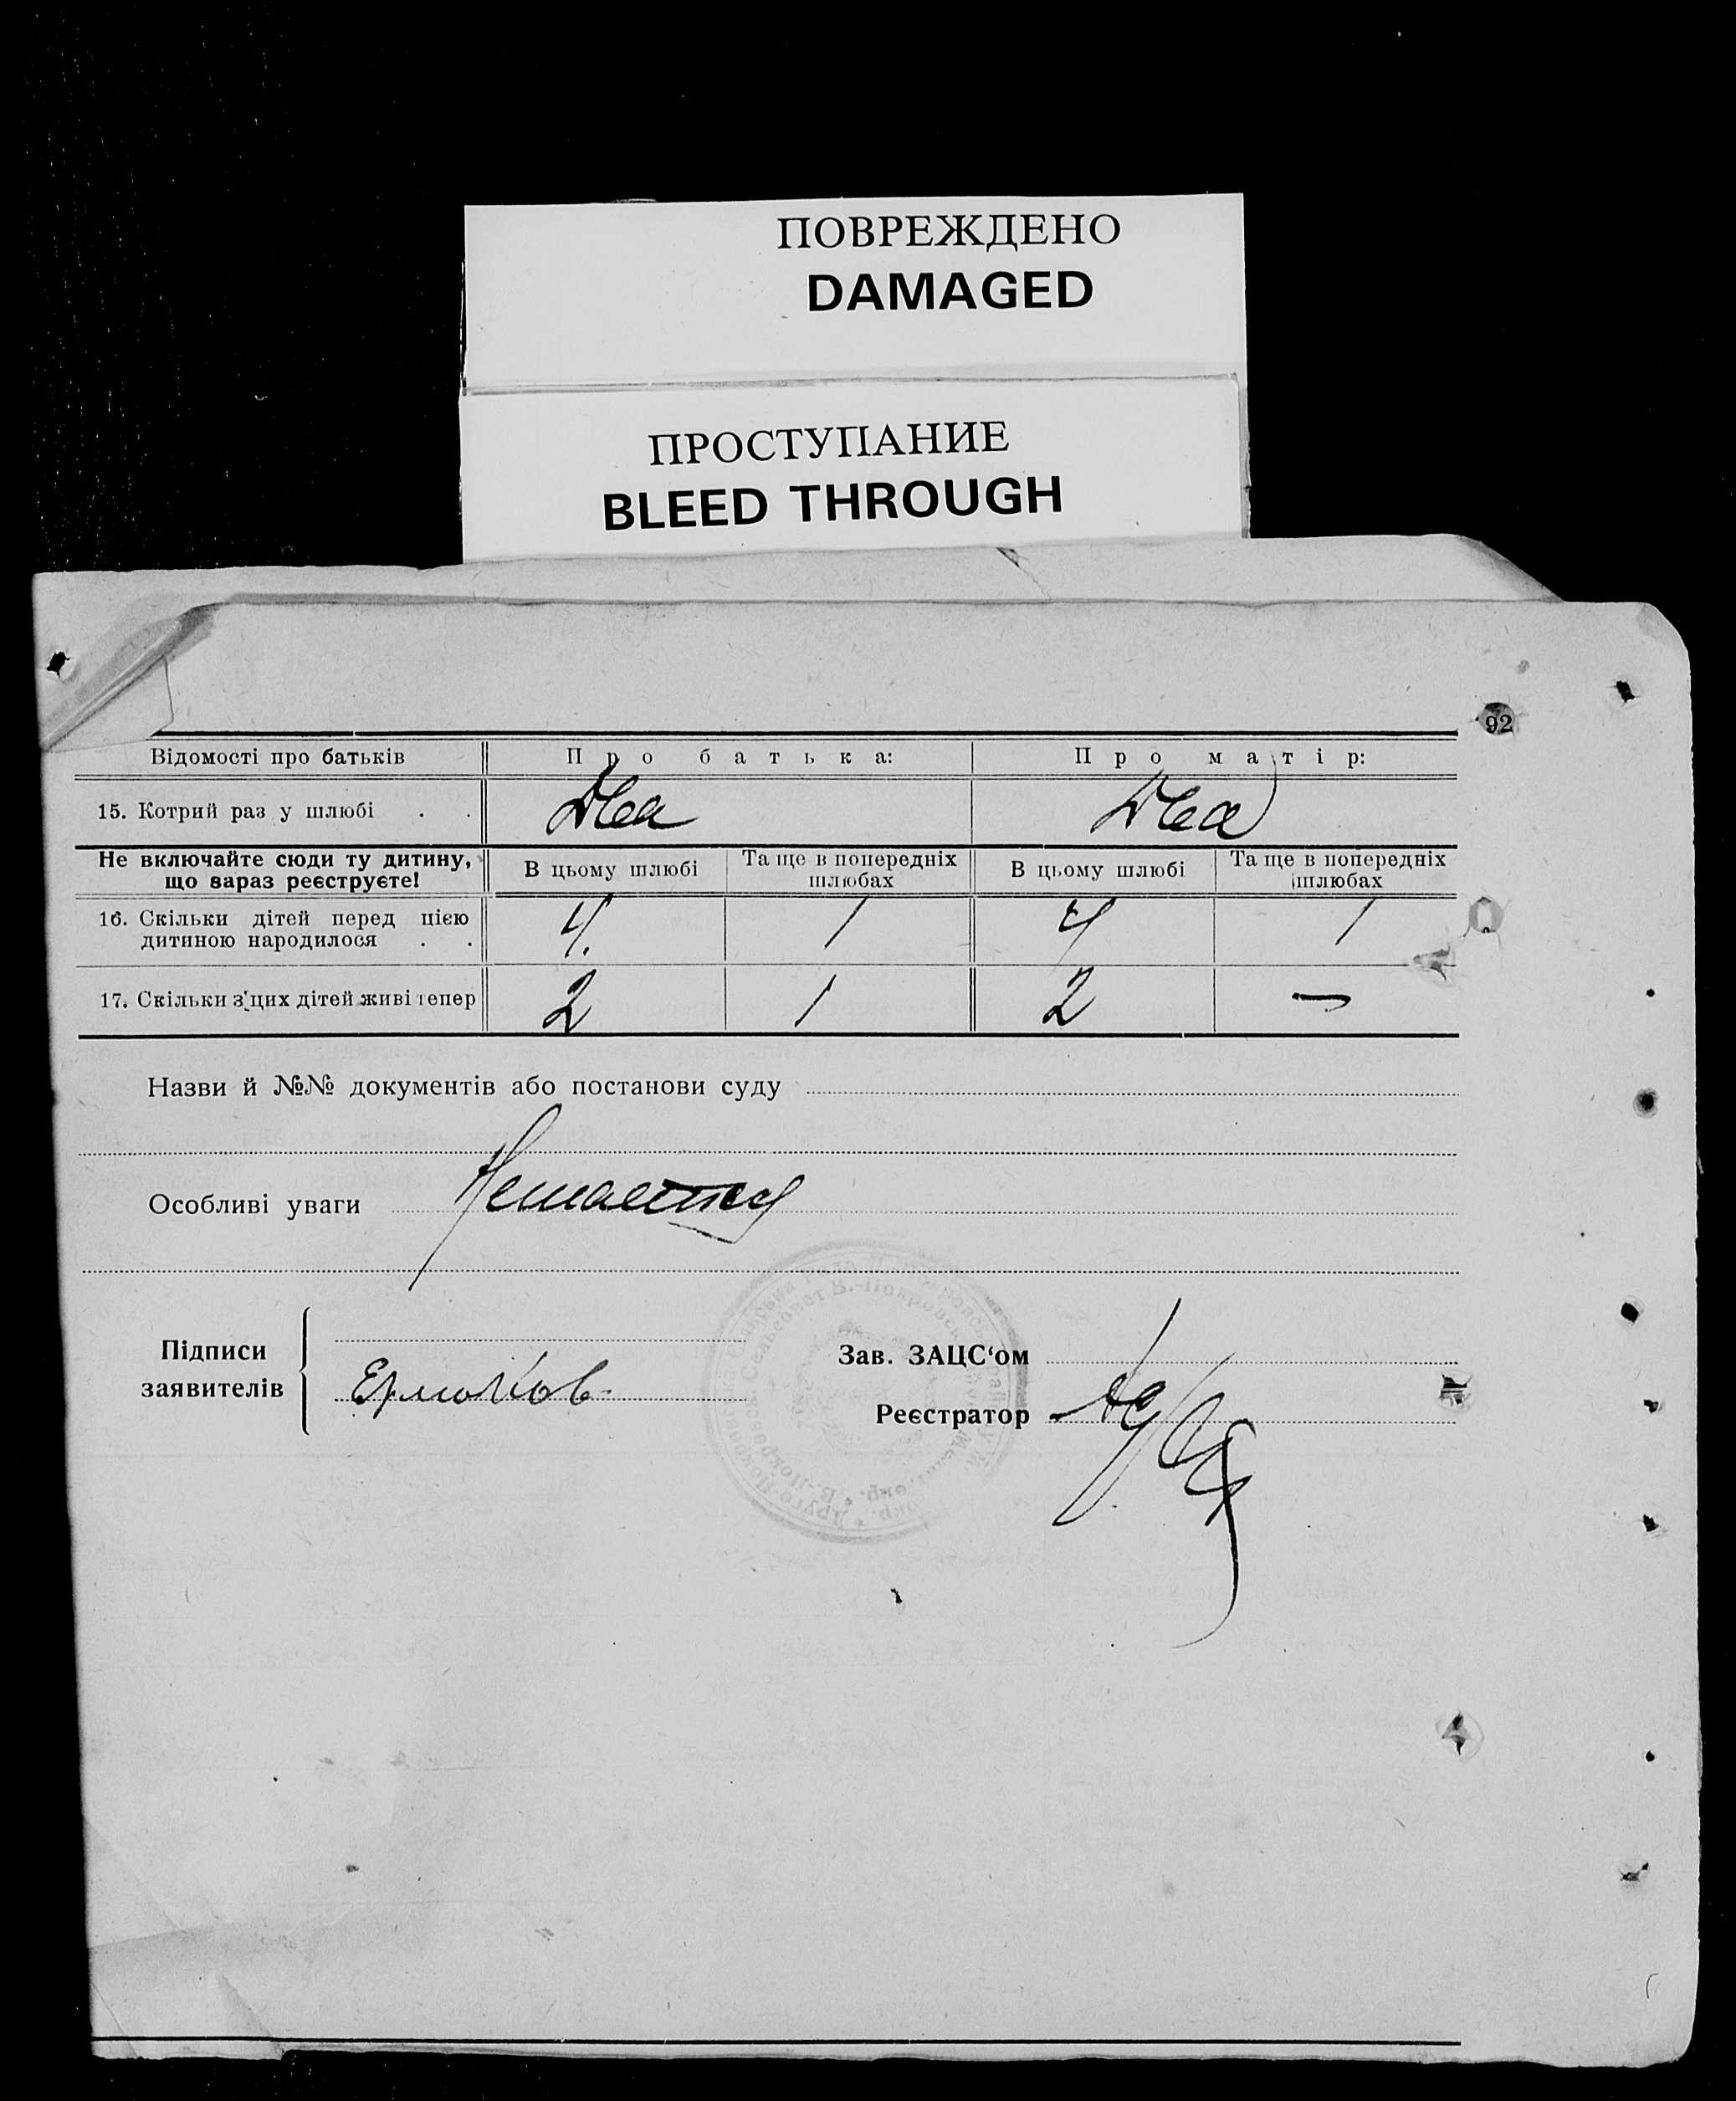 ПОВРЕЖДЕНО
DAMAGED
ПРОСТУПАНИЕ
BLEED THROUGH
92
Відомості про батьків Про батька: Про матір:
15. Котрий раз у шлюбі . . Два Два
Не включайте сюди ту дитину, що вараз реєструєте! В цьому шлюбі Та ще в попередніх шлюбах В цьому шлюбі Та ще в попередніх шлюбах
16. Скільки дітей перед цією дитиною народилося . . 4. 1 4 1
17. Скільки з'цих дітей живі тепер 2 1 2 —
Назви й №№ документів або постанови суду
Особливі уваги
Підписи заявителів Ермаков
Зав. ЗАЦС‘ом
Реєстратор